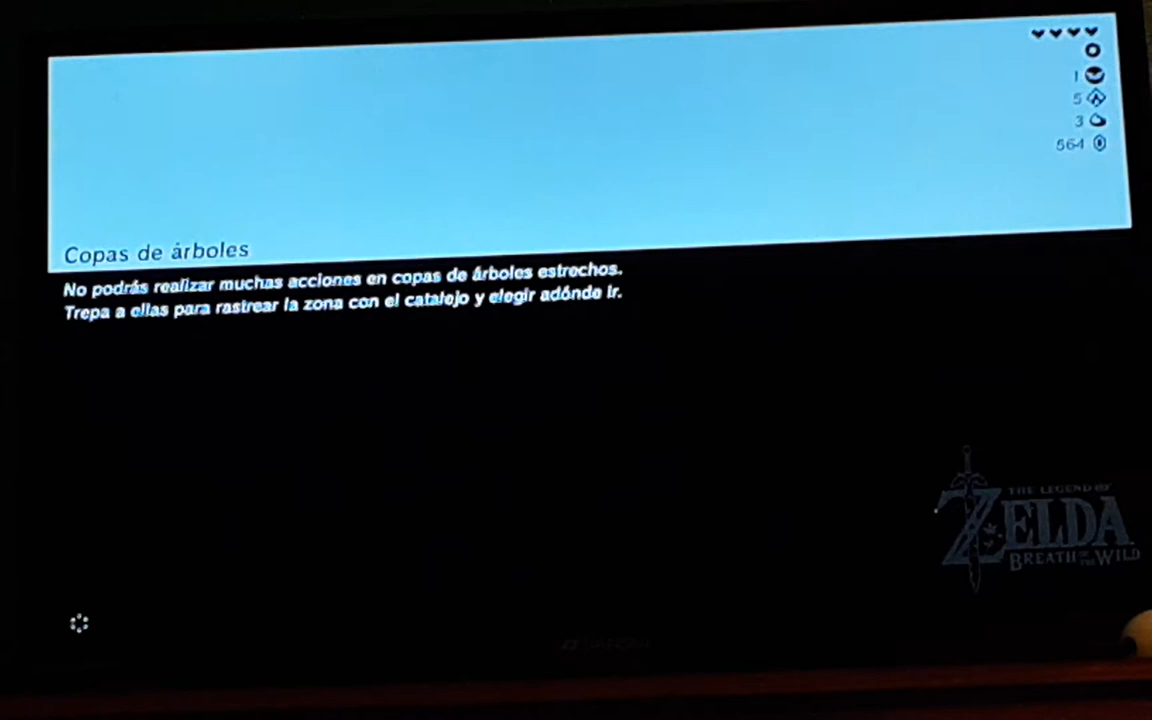 1
5
3
564
Copas de árboles
No podrás realizar muchas acciones en copas de árboles estrechos.
Trepa a ellas para rastrear la zona con el catalejo y elegir adónde ir.
THE LEGEND OF
ZELDA
BREATH OF THE WILD